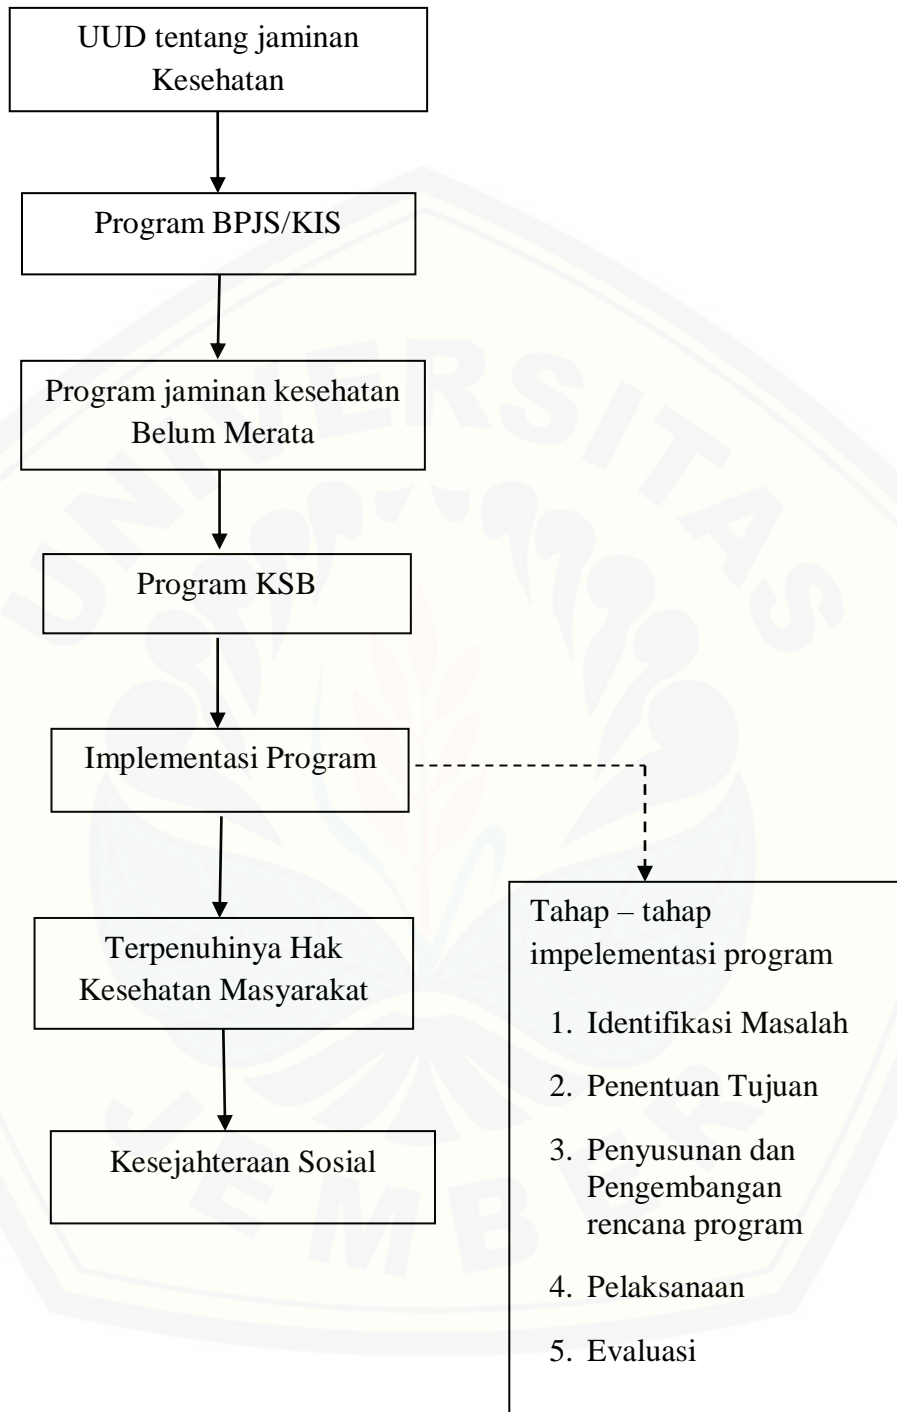 UUD tentang jaminan
Kesehatan
Program BPJS/KIS
Program jaminan kesehatan
Belum Merata
Program KSB
Implementasi Program
Terpenuhinya Hak
Kesehatan Masyarakat
Kesejahteraan Sosial
Tahap – tahap
impelementasi program
1. Identifikasi Masalah
2. Penentuan Tujuan
3. Penyusunan dan
Pengembangan
rencana program
4. Pelaksanaan
5. Evaluasi
UNIVERSITAS
JEMBER